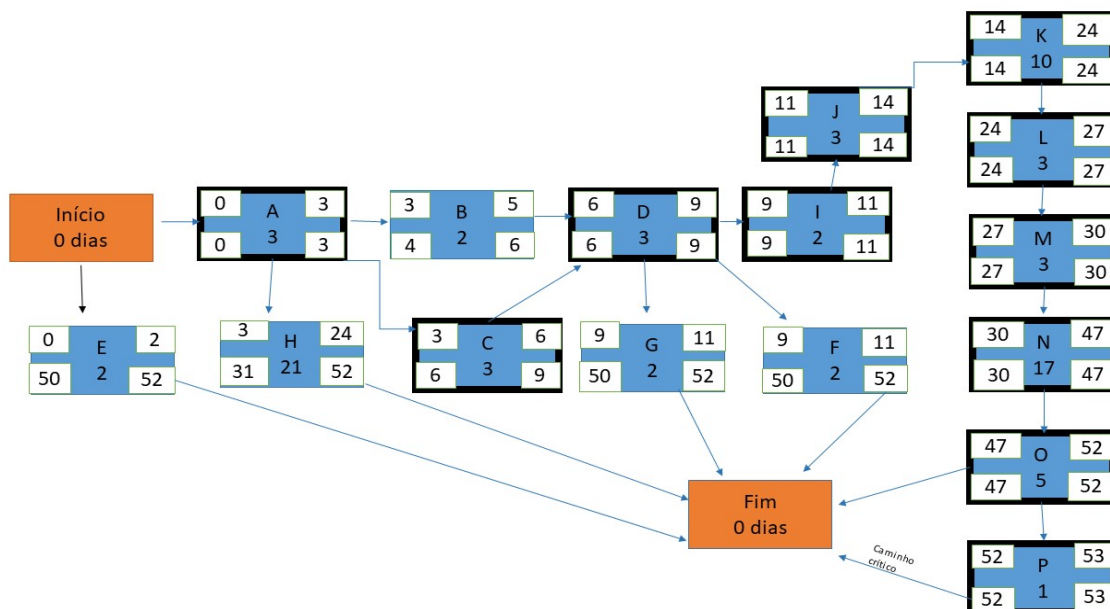 14 24
K
10
14 24
11 14
J
3
11 14
24 27
L
3
24 27
Início
0 dias
0 3
A
3
0 3
3 5
B
2
4 6
6 9
D
3
6 9
9 11
I
2
9 11
27 30
M
3
27 30
0 2
E
2
50 52
3 24
H
21
31 52
3 6
C
3
6 9
9 11
G
2
50 52
9 11
F
2
50 52
30 47
N
17
30 47
47 52
O
5
47 52
Fim
0 dias
Caminho
crítico
52 53
P
1
52 53